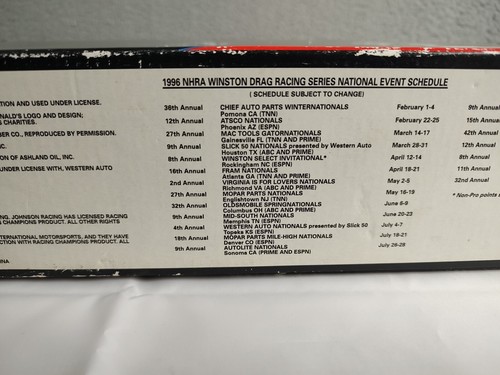 1996 NHRA WINSTON DRAG RACING SERIES NATIONAL EVENT SCHEDULE
( SCHEDULE SUBJECT TO CHANGE)
TION AND USED UNDER LICENSE.
NALD'S LOGO AND DESIGN;
S CHARITIES.
ER CO., REPRODUCED BY PERMISSION.
NC.
ON OF ASHLAND OIL, INC.
UNDER LICENSE WITH, WESTERN AUTO
NG. JOHNSON RACING HAS LICENSED RACING
CHAMPIONS PRODUCT. ALL OTHER RIGHTS
INTERNATIONAL MOTORSPORTS, AND THEY HAVE
CTION WITH RACING CHAMPIONS PRODUCT. ALL
INA
36th Annual CHIEF AUTO PARTS WINTERNATIONALS February 1-4
Pomona CA (TNN)
12th Annual ATSCO NATIONALS February 22-25
Phoenix AZ (ESPN)
27th Annual MAC TOOLS GATORNATIONALS March 14-17
Gainesville FL (TNN and PRIME)
9th Annual SLICK 50 NATIONALS presented by Western Auto March 28-31
Houston TX (ABC and PRIME)
8th Annual WINSTON SELECT INVITATIONAL* April 12-14
Rockingham NC (ESPN)
16th Annual FRAM NATIONALS April 18-21
Atlanta GA (TNN and ESPN)
2nd Annual VIRGINIA IS FOR LOVERS NATIONALS May 2-5
Richmond VA (ABC and PRIME)
27th Annual MOPAR PARTS NATIONALS May 16-19
Englishtown NJ (TNN)
32th Annual OLDSMOBILE SPRINGNATIONALS June 6-9
Columbus OH (ABC and PRIME)
9th Annual MID-SOUTH NATIONALS June 20-23
Memphis TN (ESPN)
4th Annual WESTERN AUTO NATIONALS presented by Slick 50 July 4-7
Topeka KS (ESPN)
18th Annual MOPAR PARTS MILE-HIGH NATIONALS July 18-21
Denver CO (ESPN)
9th Annual AUTOLITE NATIONALS July 26-28
Sonoma CA (PRIME and ESPN)
9th Annual
15th Annual
42th Annual
12th Annual
8th Annual
11th Annual
32nd Annual
* Non-Pro points